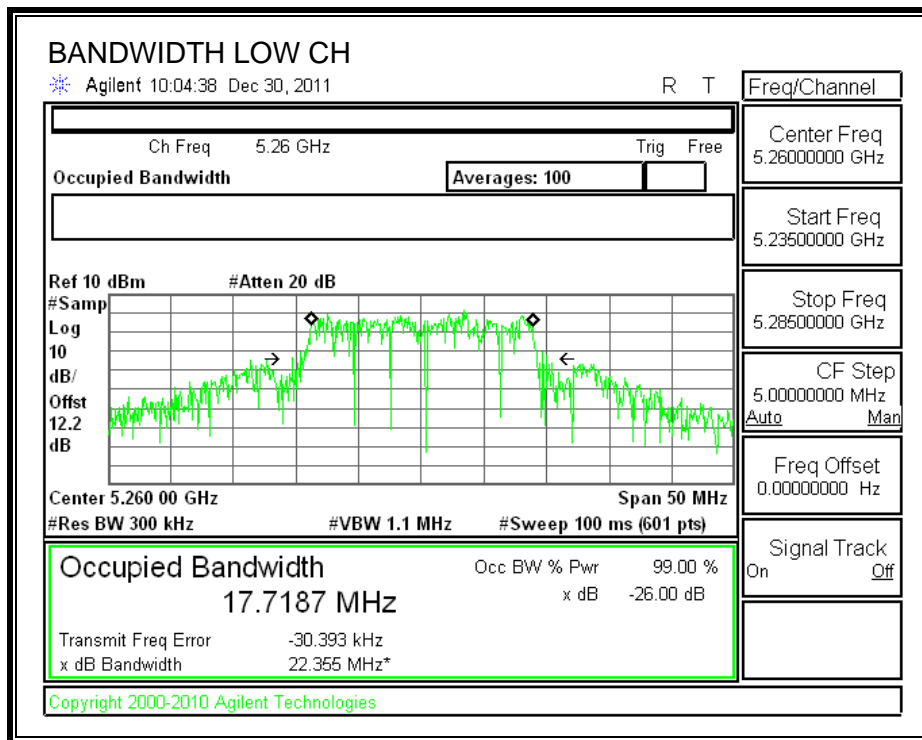 BANDWIDTH LOW CH
Agilent 10:04:38 Dec 30, 2011 R T
Ch Freq 5.26 GHz Trig Free
Occupied Bandwidth Averages: 100
Ref 10 dBm #Atten 20 dB
#Samp
Log
10
dB/
Offst
12.2
dB
Center 5.260 00 GHz Span 50 MHz
#Res BW 300 kHz #VBW 1.1 MHz #Sweep 100 ms (601 pts)
Occupied Bandwidth Occ BW % Pwr 99.00 %
17.7187 MHz x dB -26.00 dB
Transmit Freq Error -30.393 kHz
x dB Bandwidth 22.355 MHz*
Copyright 2000-2010 Agilent Technologies
Freq/Channel
Center Freq
5.26000000 GHz
Start Freq
5.23500000 GHz
Stop Freq
5.28500000 GHz
CF Step
5.00000000 MHz
Auto Man
Freq Offset
0.00000000 Hz
Signal Track
On Off